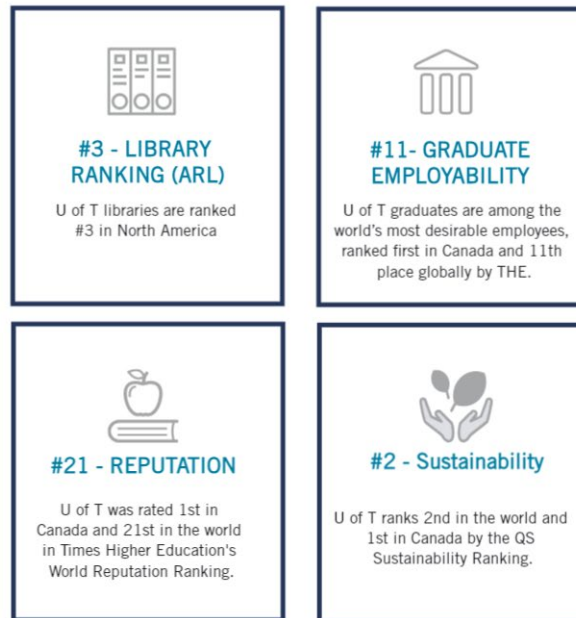 #3 - LIBRARY
RANKING (ARL)
U of T libraries are ranked
#3 in North America
#11- GRADUATE
EMPLOYABILITY
U of T graduates are among the
world's most desirable employees,
ranked first in Canada and 11th
place globally by THE.
#21 - REPUTATION
U of T was rated 1st in
Canada and 21st in the world
in Times Higher Education's
World Reputation Ranking.
#2 - Sustainability
U of T ranks 2nd in the world and
1st in Canada by the QS
Sustainability Ranking.